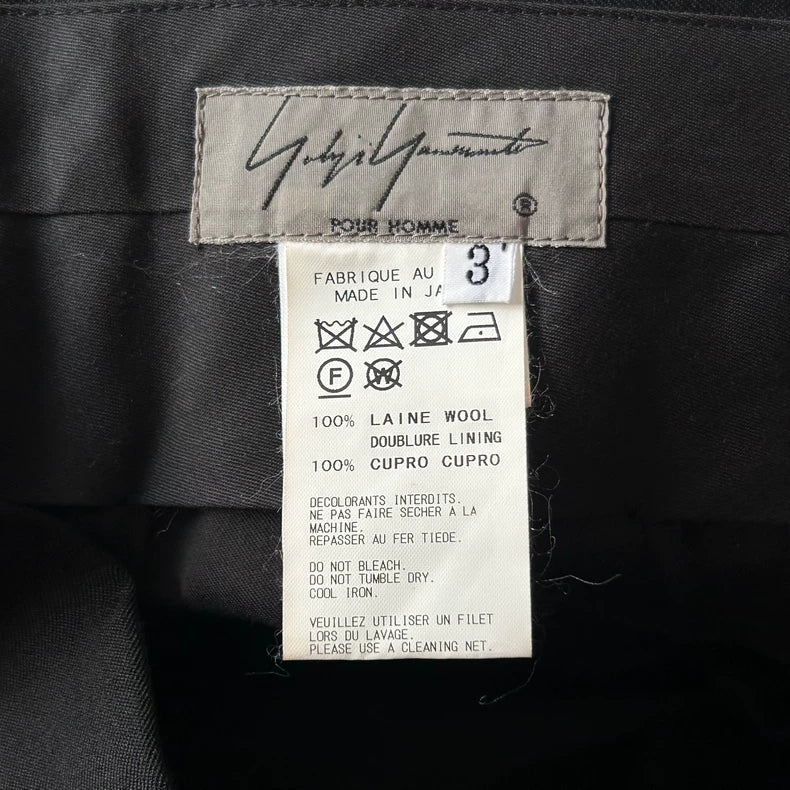 Yohji Yamamoto
®
POUR HOMME
3
FABRIQUE AU
MADE IN JA
F
W
100% LAINE WOOL
DOUBLURE LINING
100% CUPRO CUPRO
DECOLORANTS INTERDITS.
NE PAS FAIRE SECHER A LA
MACHINE.
REPASSER AU FER TIEDE.
DO NOT BLEACH.
DO NOT TUMBLE DRY.
COOL IRON.
VEUILLEZ UTILISER UN FILET
LORS DU LAVAGE.
PLEASE USE A CLEANING NET.